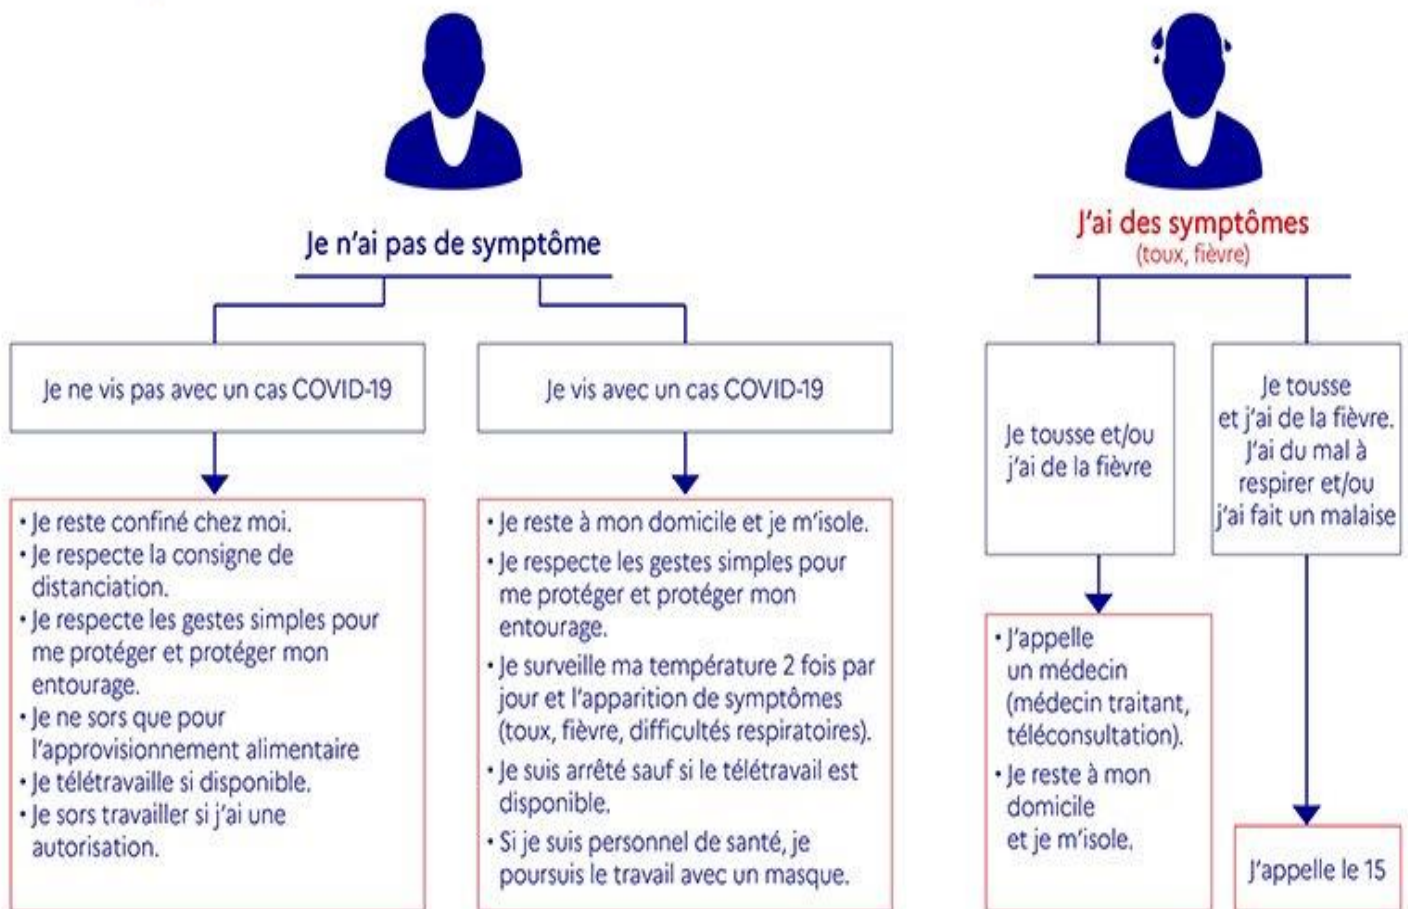 Je n'ai pas de symptôme
Je ne vis pas avec un cas COVID-19
• Je reste confiné chez moi.
• Je respecte la consigne de
distanciation.
• Je respecte les gestes simples pour
me protéger et protéger mon
entourage.
• Je ne sors que pour
l'approvisionnement alimentaire
• Je télétravaille si disponible.
• Je sors travailler si j'ai une
autorisation.
Je vis avec un cas COVID-19
• Je reste à mon domicile et je m'isole.
• Je respecte les gestes simples pour
me protéger et protéger mon
entourage.
• Je surveille ma température 2 fois par
jour et l'apparition de symptômes
(toux, fièvre, difficultés respiratoires).
• Je suis arrêté sauf si le télétravail est
disponible.
• Si je suis personnel de santé, je
poursuis le travail avec un masque.
J'ai des symptômes
(toux, fièvre)
Je tousse et/ou
j'ai de la fièvre
• J'appelle
un médecin
(médecin traitant,
téléconsultation).
• Je reste à mon
domicile
et je m'isole.
Je tousse
et j'ai de la fièvre.
J'ai du mal à
respirer et/ou
j'ai fait un malaise
J'appelle le 15